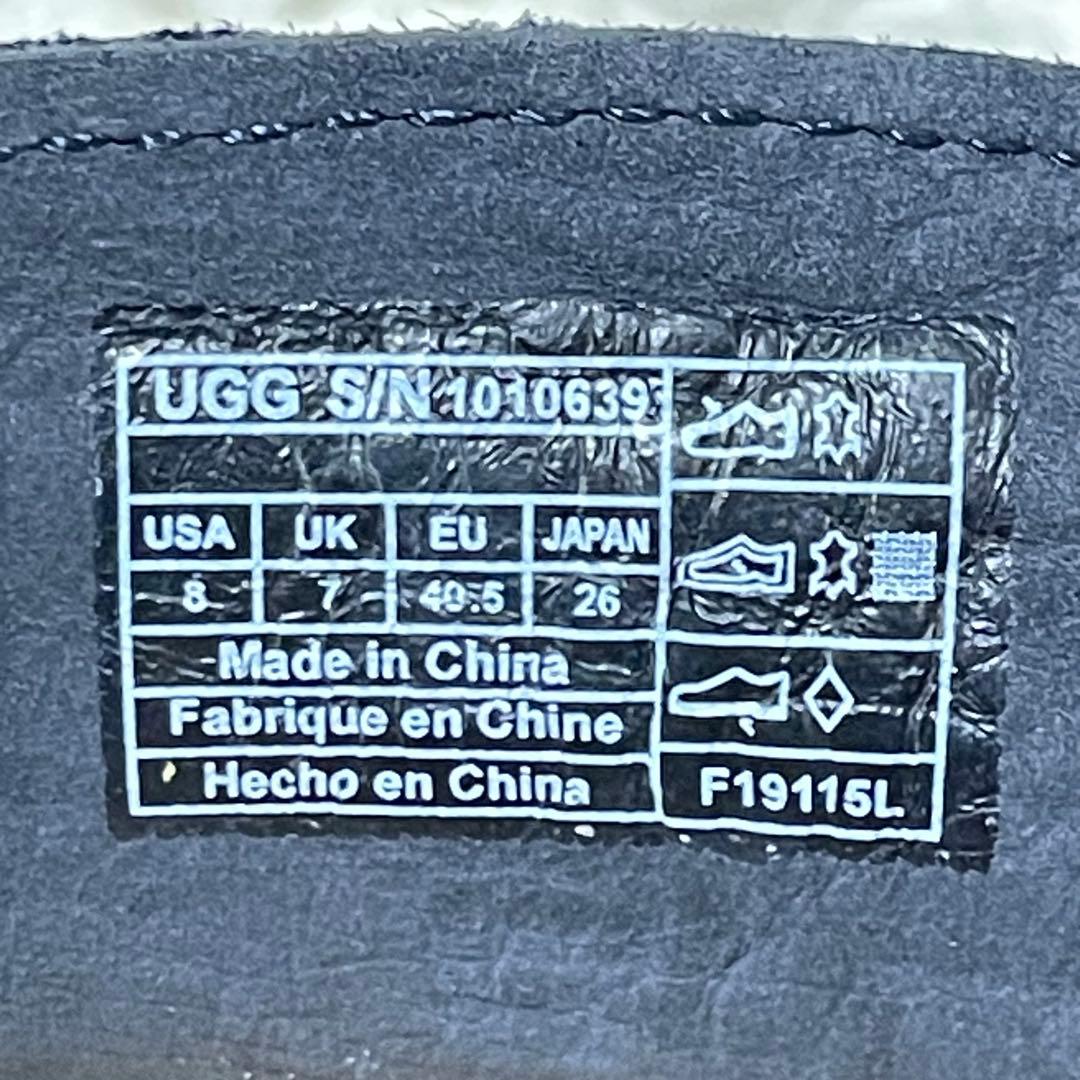 UGG S/N 1010639
USA UK EU JAPAN
8 7 40.5 26
Made in China
Fabrique en Chine
Hecho en China
F19115L